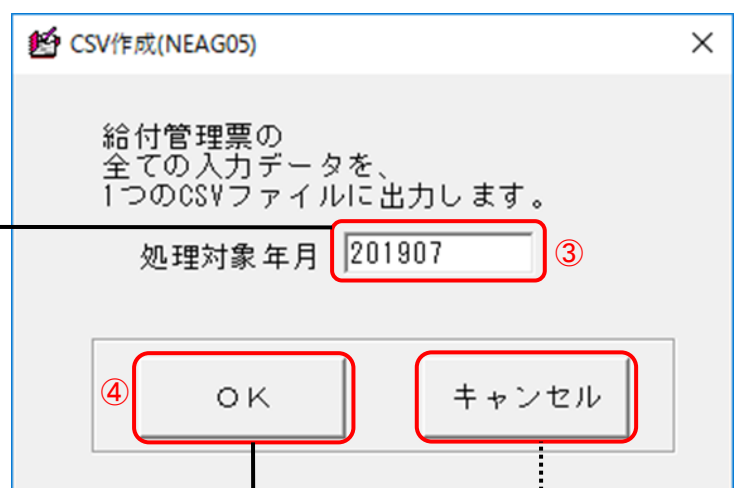 CSV作成(NEAG05)
給付管理票の
全ての入力データを、
1つのCSVファイルに出力します。
処理対象年月 201907 ③
④ OK キャンセル